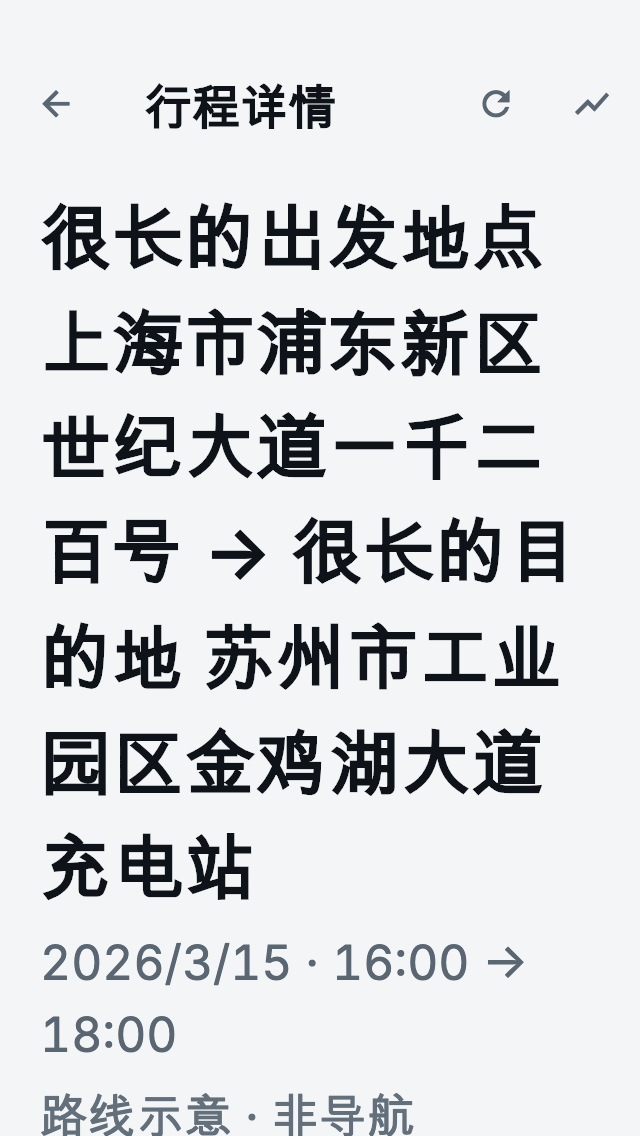 行程详情
很长的出发地点
上海市浦东新区
世纪大道一千二
百号 → 很长的目
的地 苏州市工业
园区金鸡湖大道
充电站
2026/3/15 · 16:00 →
18:00
路线示意 · 非导航